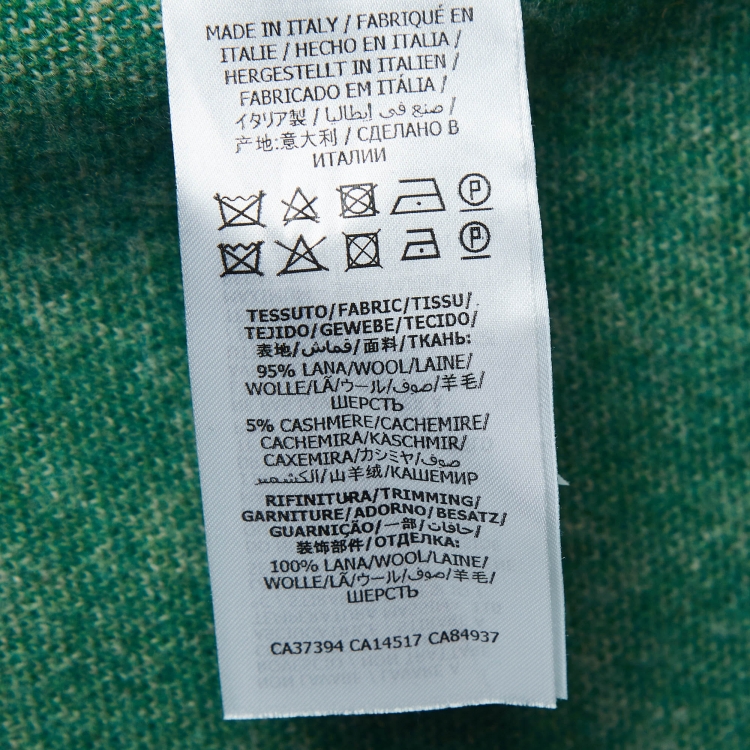 MADE IN ITALY / FABRIQUÉ EN
ITALIE / HECHO EN ITALIA /
HERGESTELLT IN ITALIEN /
FABRICADO EM ITÁLIA /
イタリア製 / صنع في إيطاليا /
产地:意大利 / СДЕЛАНО В
ИТАЛИИ
P
P
TESSUTO/FABRIC/TISSU/
TEJIDO/GEWEBE/TECIDO/
表地/قماش/面料/ТКАНЬ:
95% LANA/WOOL/LAINE/
WOLLE/LÃ/ウール/صوف/羊毛/
ШЕРСТЬ
5% CASHMERE/CACHEMIRE/
CACHEMIRA/KASCHMIR/
CAXEMIRA/カシミヤ/صوف
الكشمير/山羊绒/КАШЕМИР
RIFINITURA/TRIMMING/
GARNITURE/ADORNO/BESATZ/
GUARNIÇÃO/一部/حافات/
装饰部件/ОТДЕЛКА:
100% LANA/WOOL/LAINE/
WOLLE/LÃ/ウール/صوف/羊毛/
ШЕРСТЬ
CA37394 CA14517 CA84937